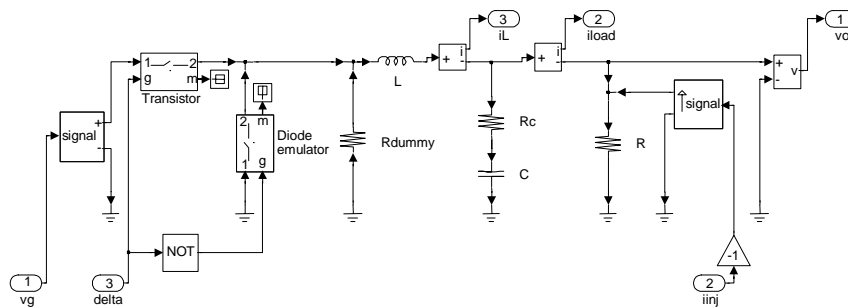 3
iL
2
iload
1
vo
i
+
-
i
+
-
1
2
g
m
Transistor
signal
+
-
2
m
1
g
Diode
emulator
Rdummy
L
Rc
C
R
signal
+
-
v
NOT
-1
1
vg
3
delta
2
iinj